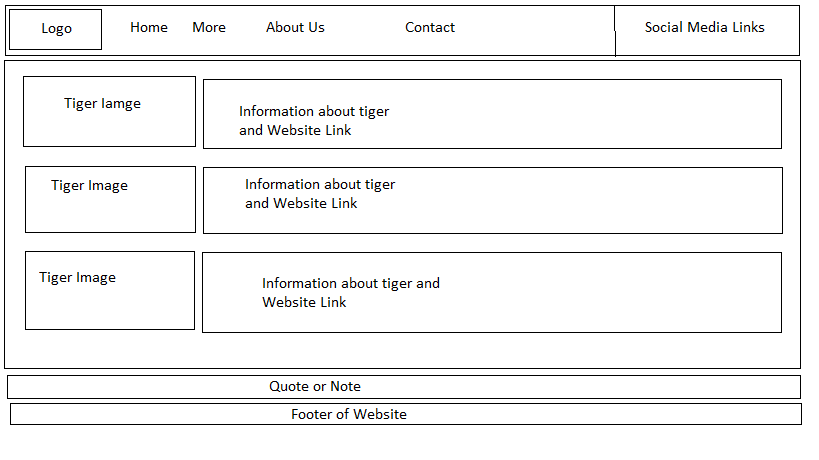 Logo
Home
More
About Us
Contact
Social Media Links
Tiger Iamge
Information about tiger
and Website Link
Tiger Image
Information about tiger
and Website Link
Tiger Image
Information about tiger and
Website Link
Quote or Note
Footer of Website